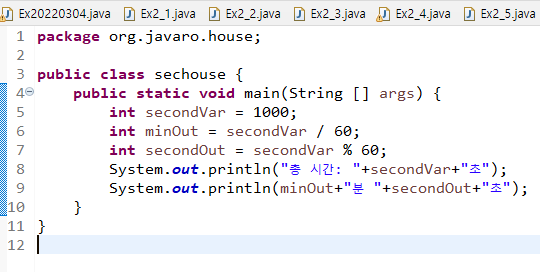 Ex20220304.java Ex2_1.java Ex2_2.java Ex2_3.java Ex2_4.java Ex2_5.java
1 package org.javaro.house;
2
3 public class sechouse {
4 public static void main(String [] args) {
5 int secondVar = 1000;
6 int minOut = secondVar / 60;
7 int secondOut = secondVar % 60;
8 System.out.println("총 시간: "+secondVar+"초");
9 System.out.println(minOut+"분 "+secondOut+"초");
10 }
11 }
12